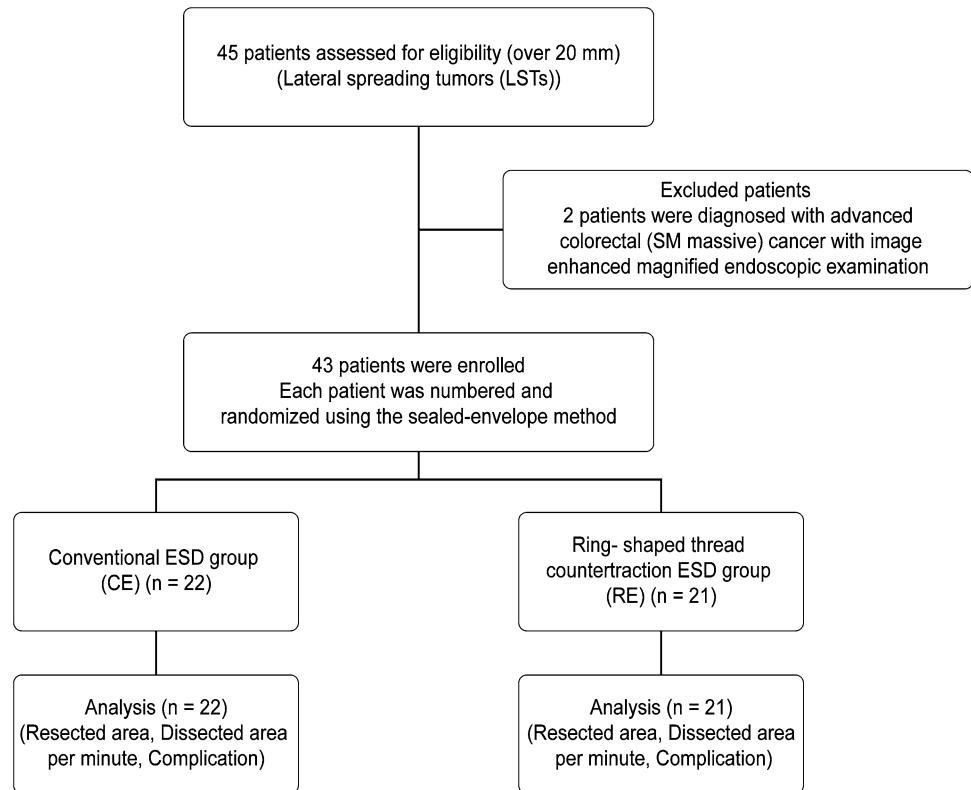 45 patients assessed for eligibility (over 20 mm)
(Lateral spreading tumors (LSTs))
Excluded patients
2 patients were diagnosed with advanced
colorectal (SM massive) cancer with image
enhanced magnified endoscopic examination
43 patients were enrolled
Each patient was numbered and
randomized using the sealed-envelope method
Conventional ESD group
(CE) (n = 22)
Ring- shaped thread
countertraction ESD group
(RE) (n = 21)
Analysis (n = 22)
(Resected area, Dissected area
per minute, Complication)
Analysis (n = 21)
(Resected area, Dissected area
per minute, Complication)